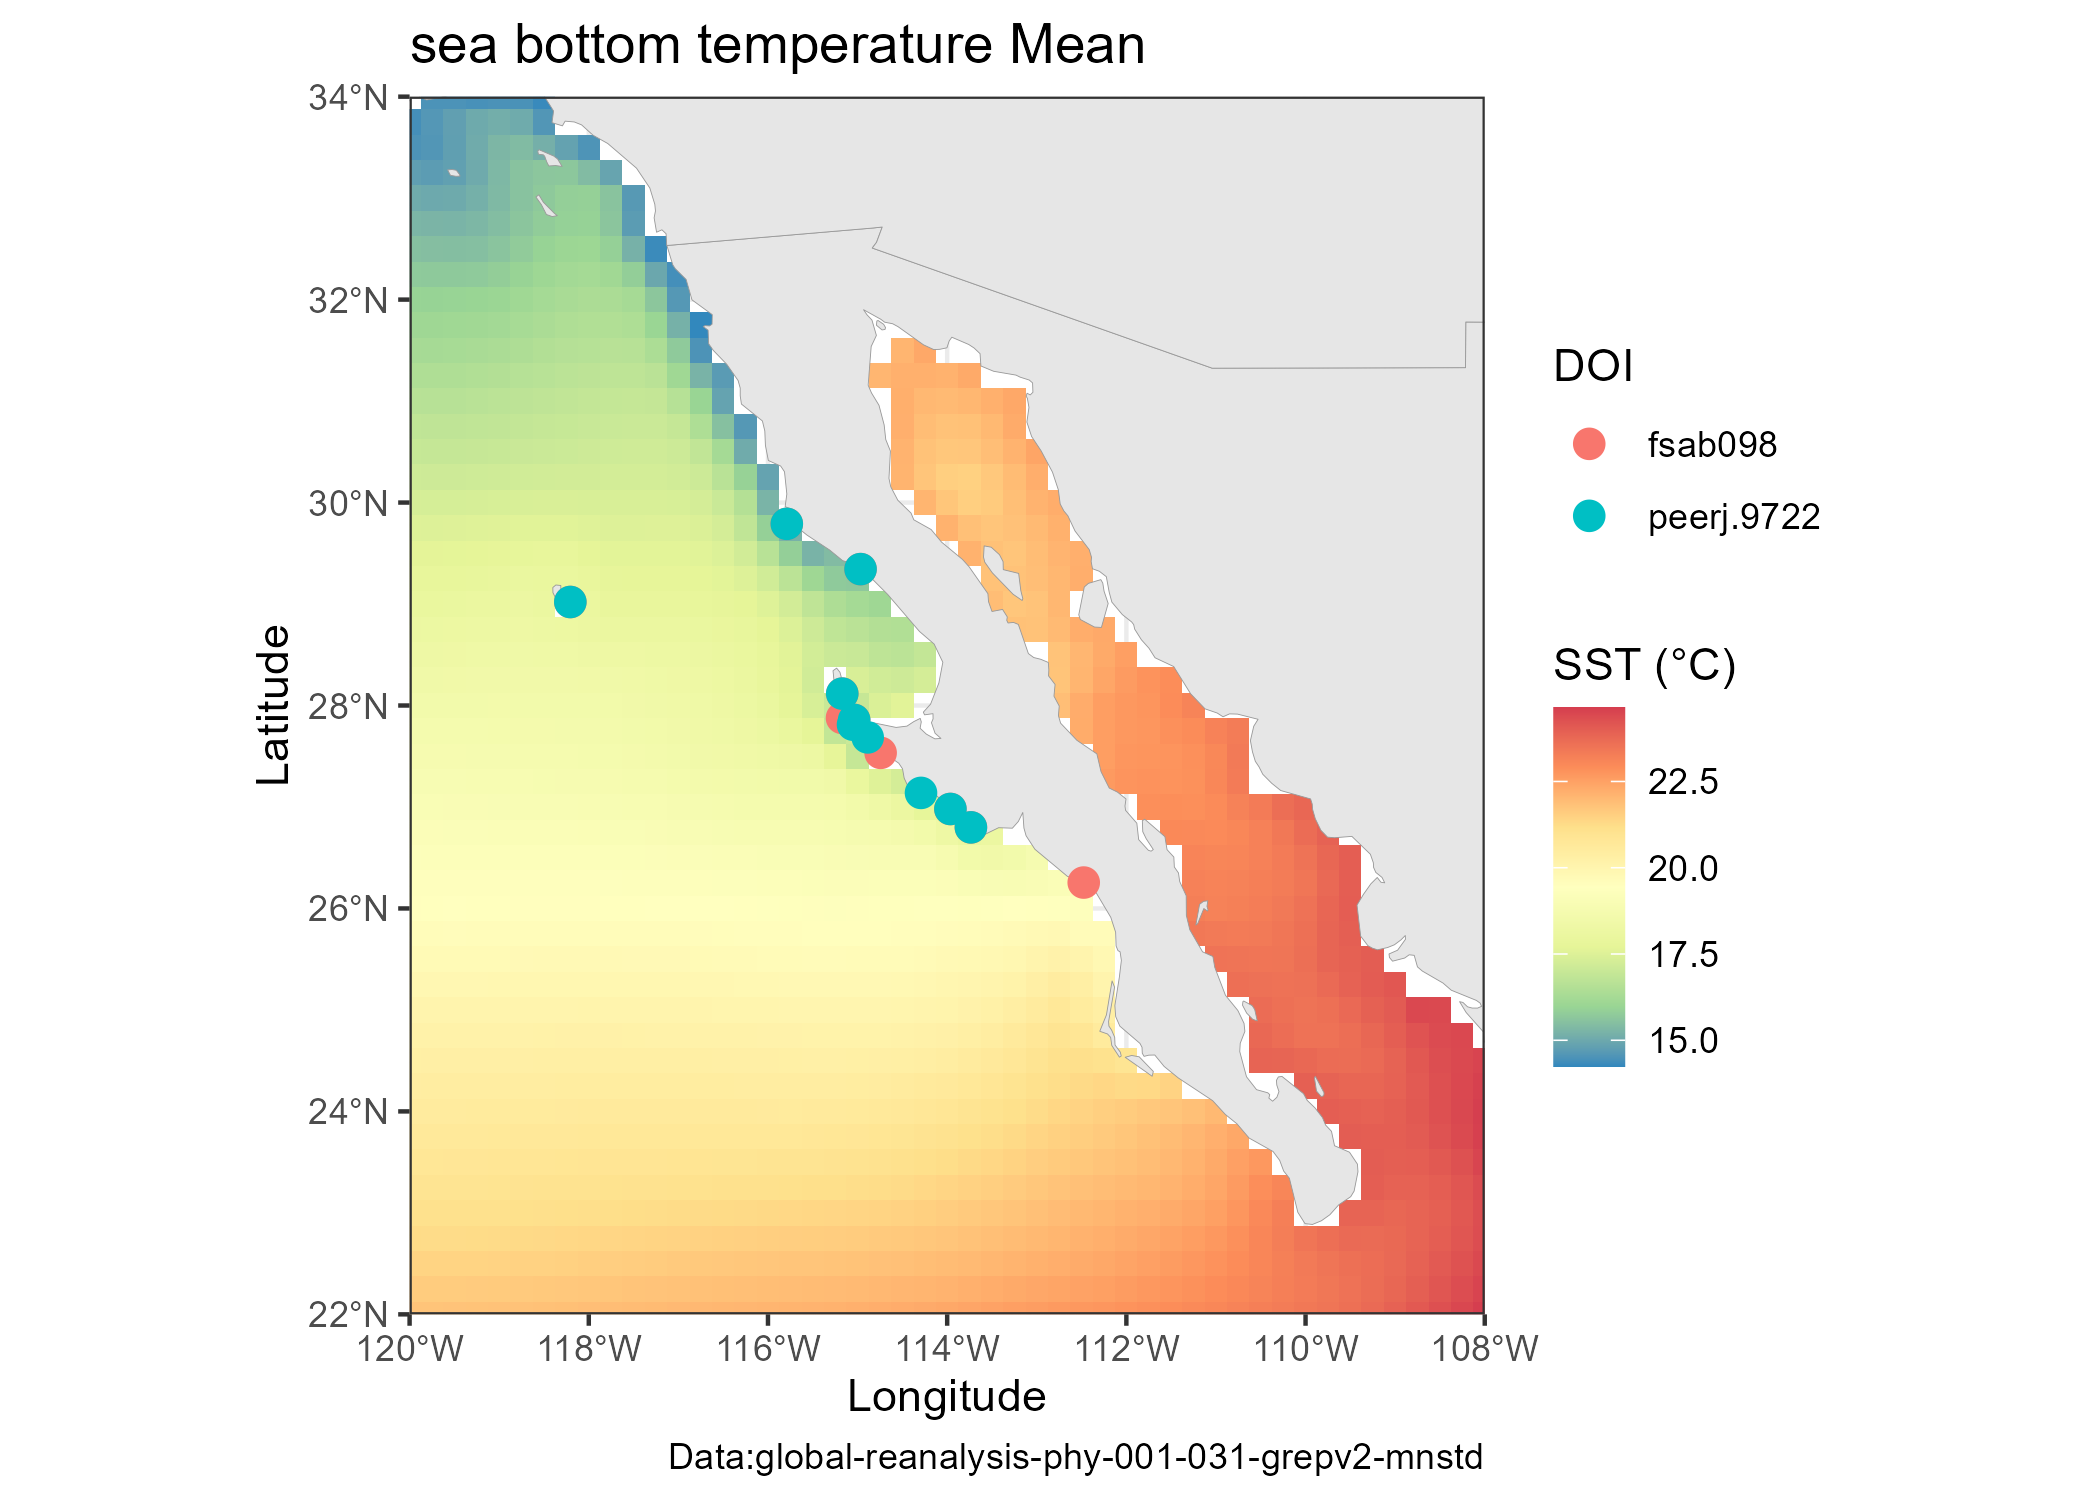 sea bottom temperature Mean
34°N
32°N
30°N
28°N
26°N
24°N
22°N
Latitude
120°W 118°W 116°W 114°W 112°W 110°W 108°W
Longitude
Data:global-reanalysis-phy-001-031-grepv2-mnstd
DOI
fsab098
peerj.9722
SST (°C)
22.5
20.0
17.5
15.0